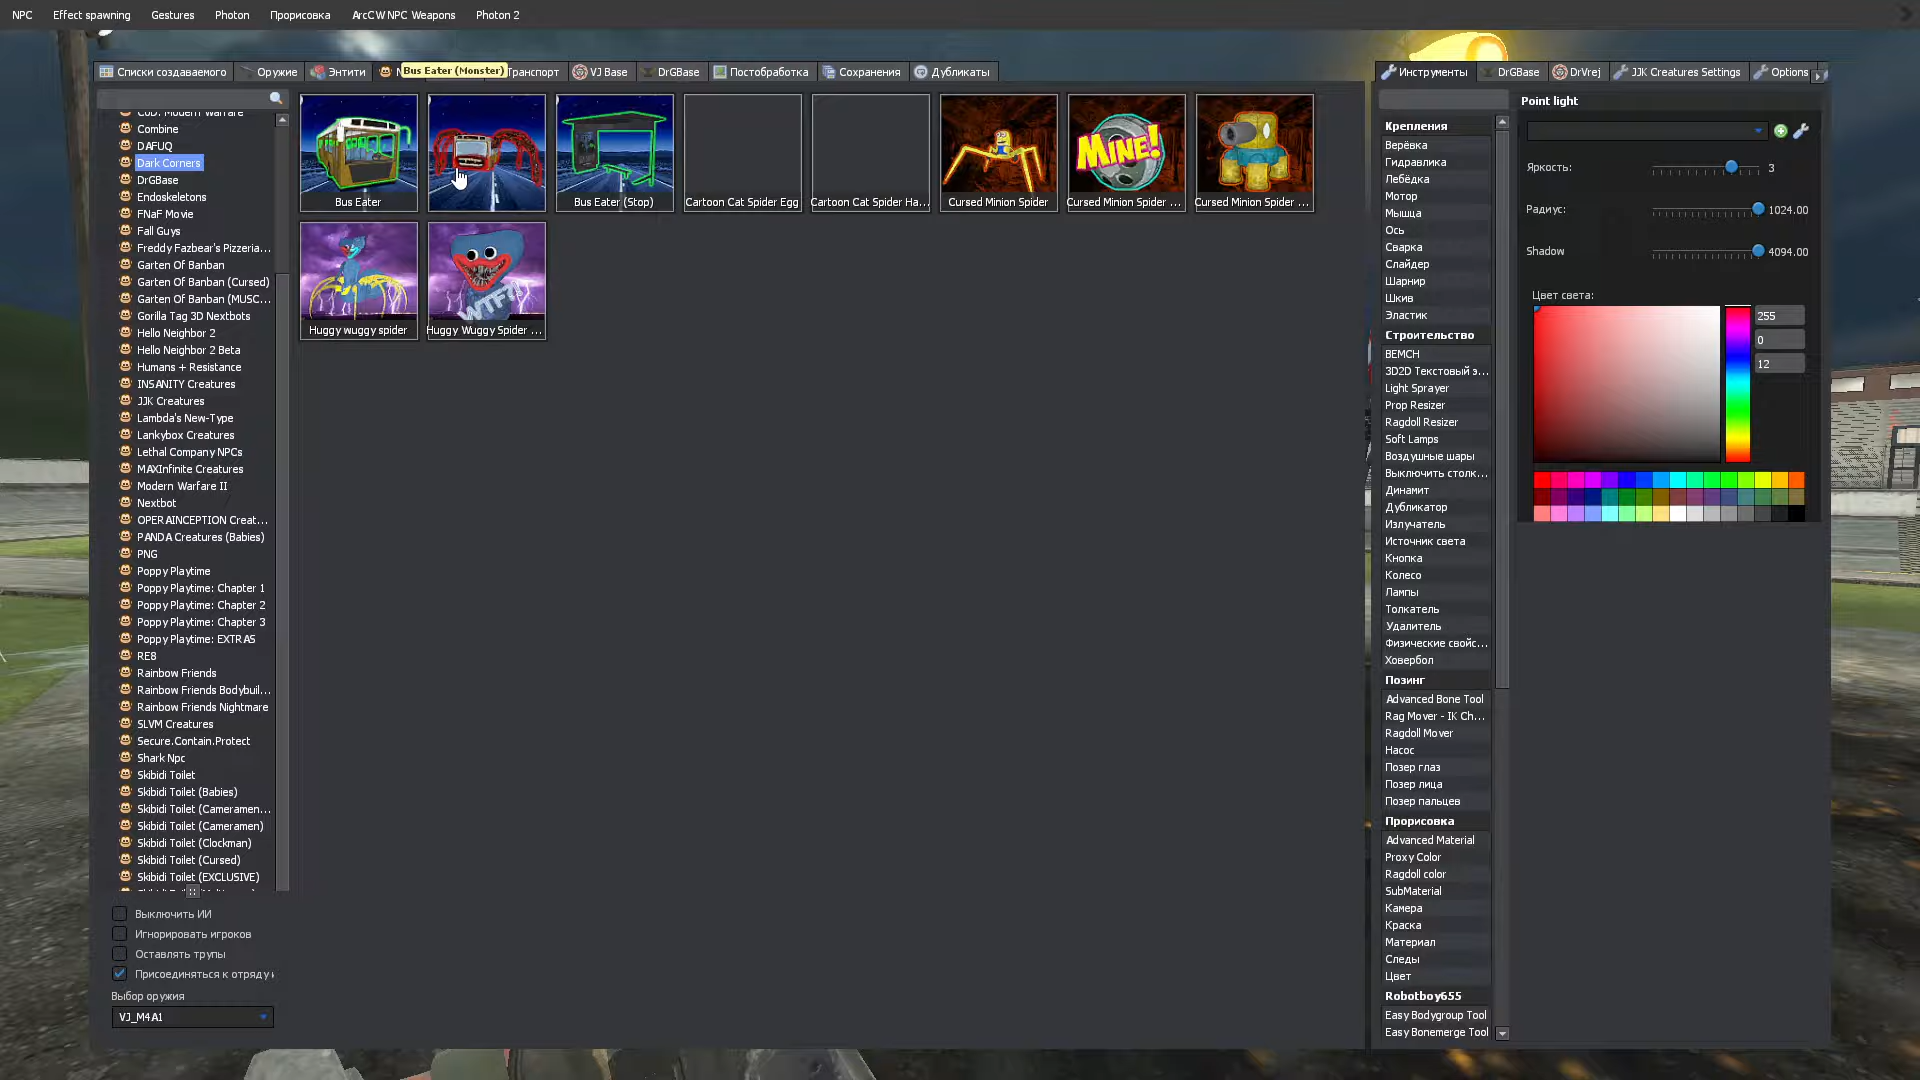 NPC
Effect spawning
Gestures
Photon
Прорисовка
ArcCW NPC Weapons
Photon 2
Списки создаваемого
Оружие
Энтити
Bus Eater (Monster)
Транспорт
VJ Base
DrGBase
Постобработка
Сохранения
Дубликаты
CoD: Modern Warfare
Combine
DAFUQ
Dark Corners
DrGBase
Endoskeletons
FNaF Movie
Fall Guys
Freddy Fazbear's Pizzeria...
Garten Of Banban
Garten Of Banban (Cursed)
Garten Of Banban (MUSC...
Gorilla Tag 3D Nextbots
Hello Neighbor 2
Hello Neighbor 2 Beta
Humans + Resistance
INSANITY Creatures
JJK Creatures
Lambda's New-Type
Lankybox Creatures
Lethal Company NPCs
MAXInfinite Creatures
Modern Warfare II
Nextbot
OPERAINCEPTION Creat...
PANDA Creatures (Babies)
PNG
Poppy Playtime
Poppy Playtime: Chapter 1
Poppy Playtime: Chapter 2
Poppy Playtime: Chapter 3
Poppy Playtime: EXTRAS
RE8
Rainbow Friends
Rainbow Friends Bodybuil...
Rainbow Friends Nightmare
SLVM Creatures
Secure.Contain.Protect
Shark Npc
Skibidi Toilet
Skibidi Toilet (Babies)
Skibidi Toilet (Cameramen...
Skibidi Toilet (Cameramen)
Skibidi Toilet (Clockman)
Skibidi Toilet (Cursed)
Skibidi Toilet (EXCLUSIVE)
Выключить ИИ
Игнорировать игроков
Оставлять трупы
Присоединяться к отряду и
Выбор оружия
VJ_M4A1
Bus Eater
Bus Eater (Stop)
Cartoon Cat Spider Egg
Cartoon Cat Spider Ha...
Cursed Minion Spider
MINE!
Cursed Minion Spider ...
Cursed Minion Spider ...
Huggy wuggy spider
WTF?!
Huggy Wuggy Spider ...
Инструменты
DrGBase
DrVrej
JJK Creatures Settings
Options
Крепления
Верёвка
Гидравлика
Лебёдка
Мотор
Мышца
Ось
Сварка
Слайдер
Шарнир
Шкив
Эластик
Строительство
BEMCH
3D2D Текстовый э...
Light Sprayer
Prop Resizer
Ragdoll Resizer
Soft Lamps
Воздушные шары
Выключить столк...
Динамит
Дубликатор
Излучатель
Источник света
Кнопка
Колесо
Лампы
Толкатель
Удалитель
Физические свойс...
Ховербол
Позинг
Advanced Bone Tool
Rag Mover - IK Ch...
Ragdoll Mover
Насос
Позер глаз
Позер лица
Позер пальцев
Прорисовка
Advanced Material
Proxy Color
Ragdoll color
SubMaterial
Камера
Краска
Материал
Следы
Цвет
Robotboy655
Easy Bodygroup Tool
Easy Bonemerge Tool
Point light
Яркость:
3
Радиус:
1024.00
Shadow
4094.00
Цвет света:
255
0
12